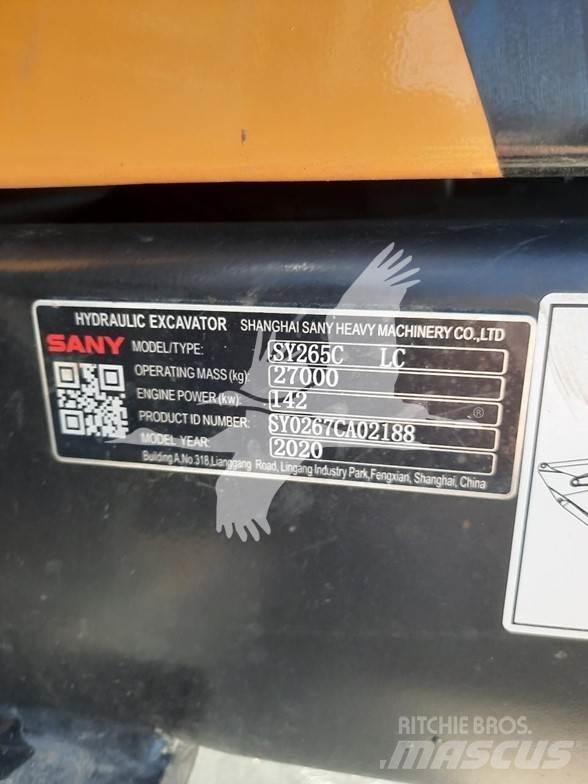 HYDRAULIC EXCAVATOR SHANGHAI SANY HEAVY MACHINERY CO.,LTD
SANY MODEL/TYPE: SY265C LC
OPERATING MASS (kg): 27000
ENGINE POWER (kw): 142
PRODUCT ID NUMBER: SY0267CA02188
MODEL YEAR: 2020
Building A,No.318,Lianggang Road, Lingang Industry Park,Fengxian, Shanghai, China
®
RITCHIE BROS.
MASCUS